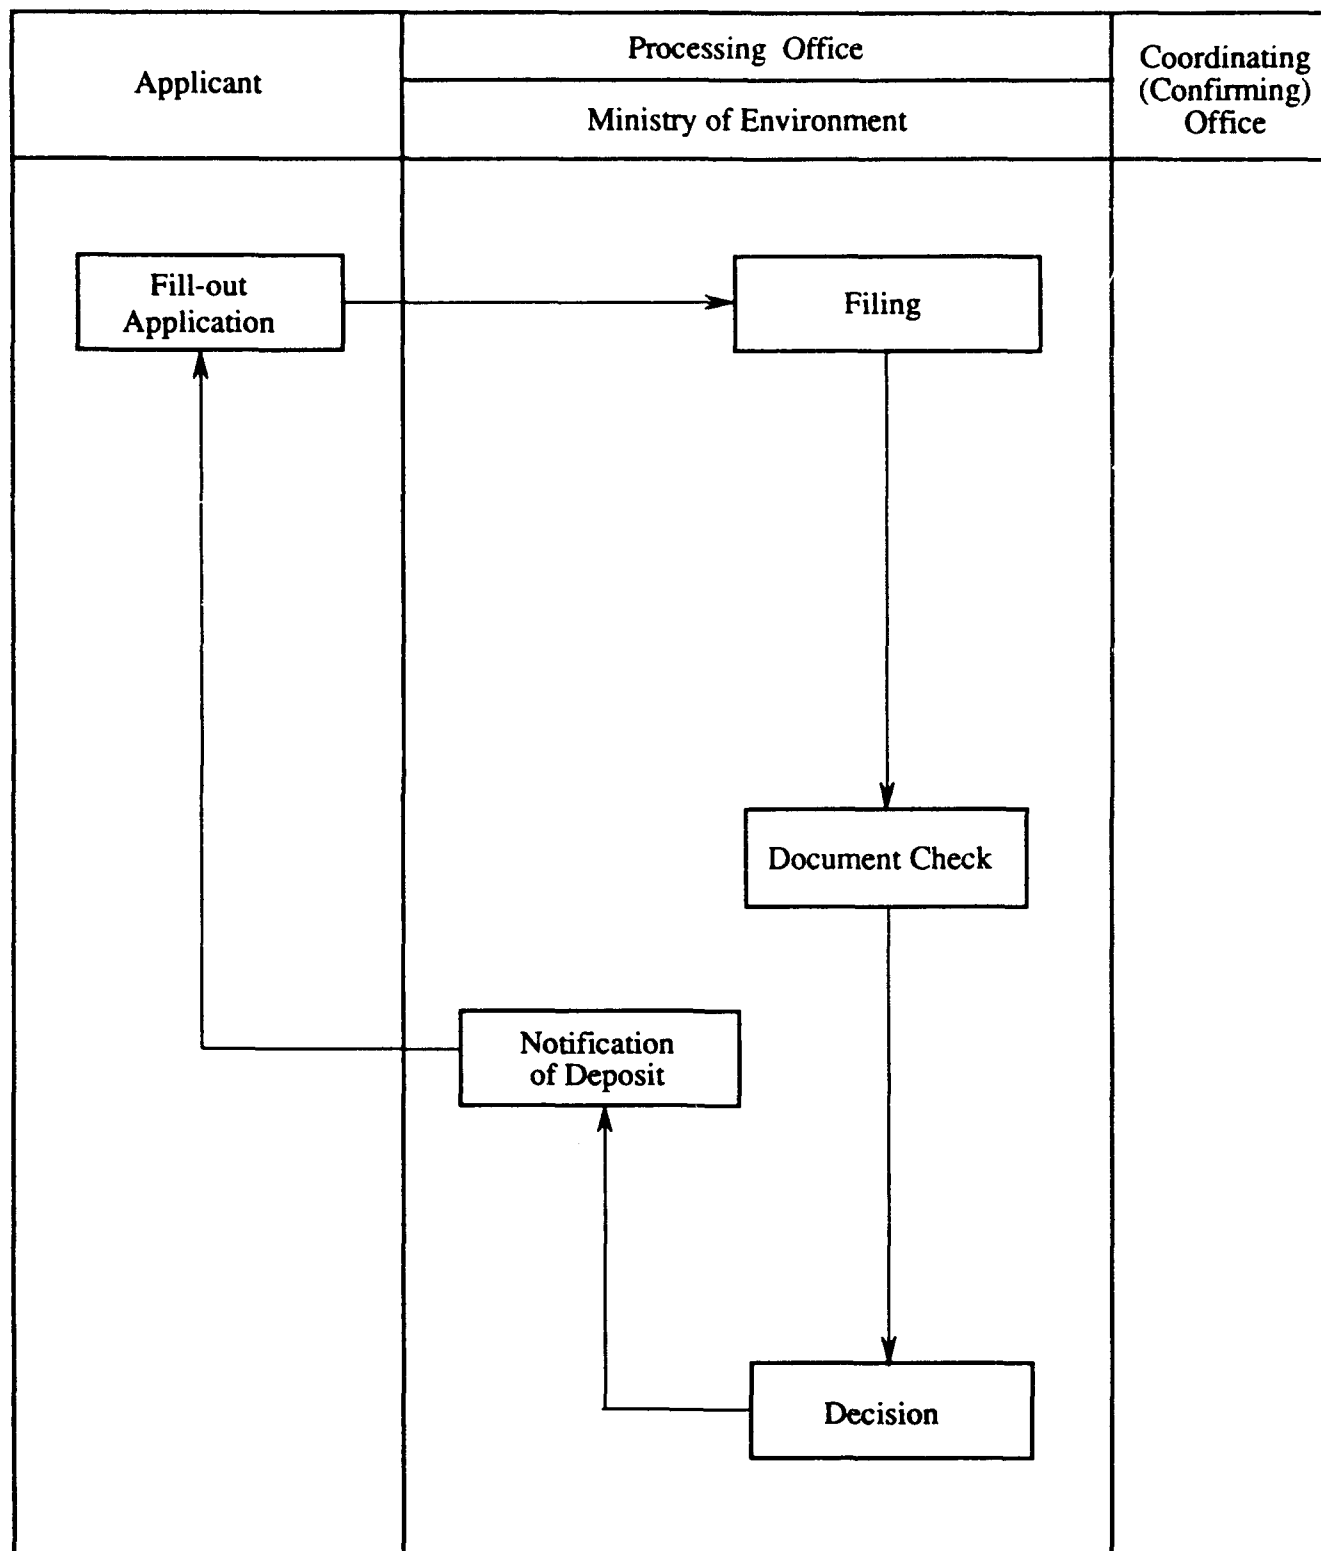 Applicant
Processing Office
Ministry of Environment
Coordinating
(Confirming)
Office
Fill-out
Application
Filing
Document Check
Notification
of Deposit
Decision